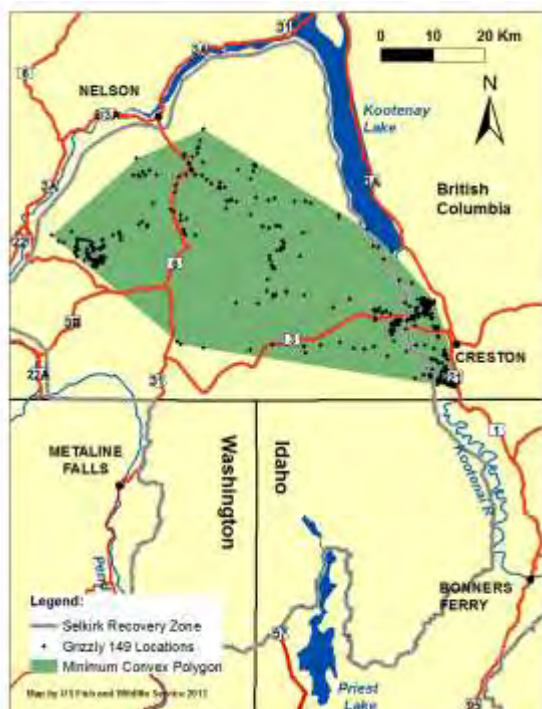 31
3A
0 10 20 Km
6
NELSON
N
3A
Kootenay
Lake
3A
3A
British
Columbia
22
6
3B
3
CRESTON
22A
31
21
1
METALINE
FALLS
Washington
Idaho
Kootenai R
BONNERS
FERRY
Legend:
Selkirk Recovery Zone
Grizzly 149 Locations
Minimum Convex Polygon
57
Map by US Fish and Wildlife Service 2012
Priest
Lake
95